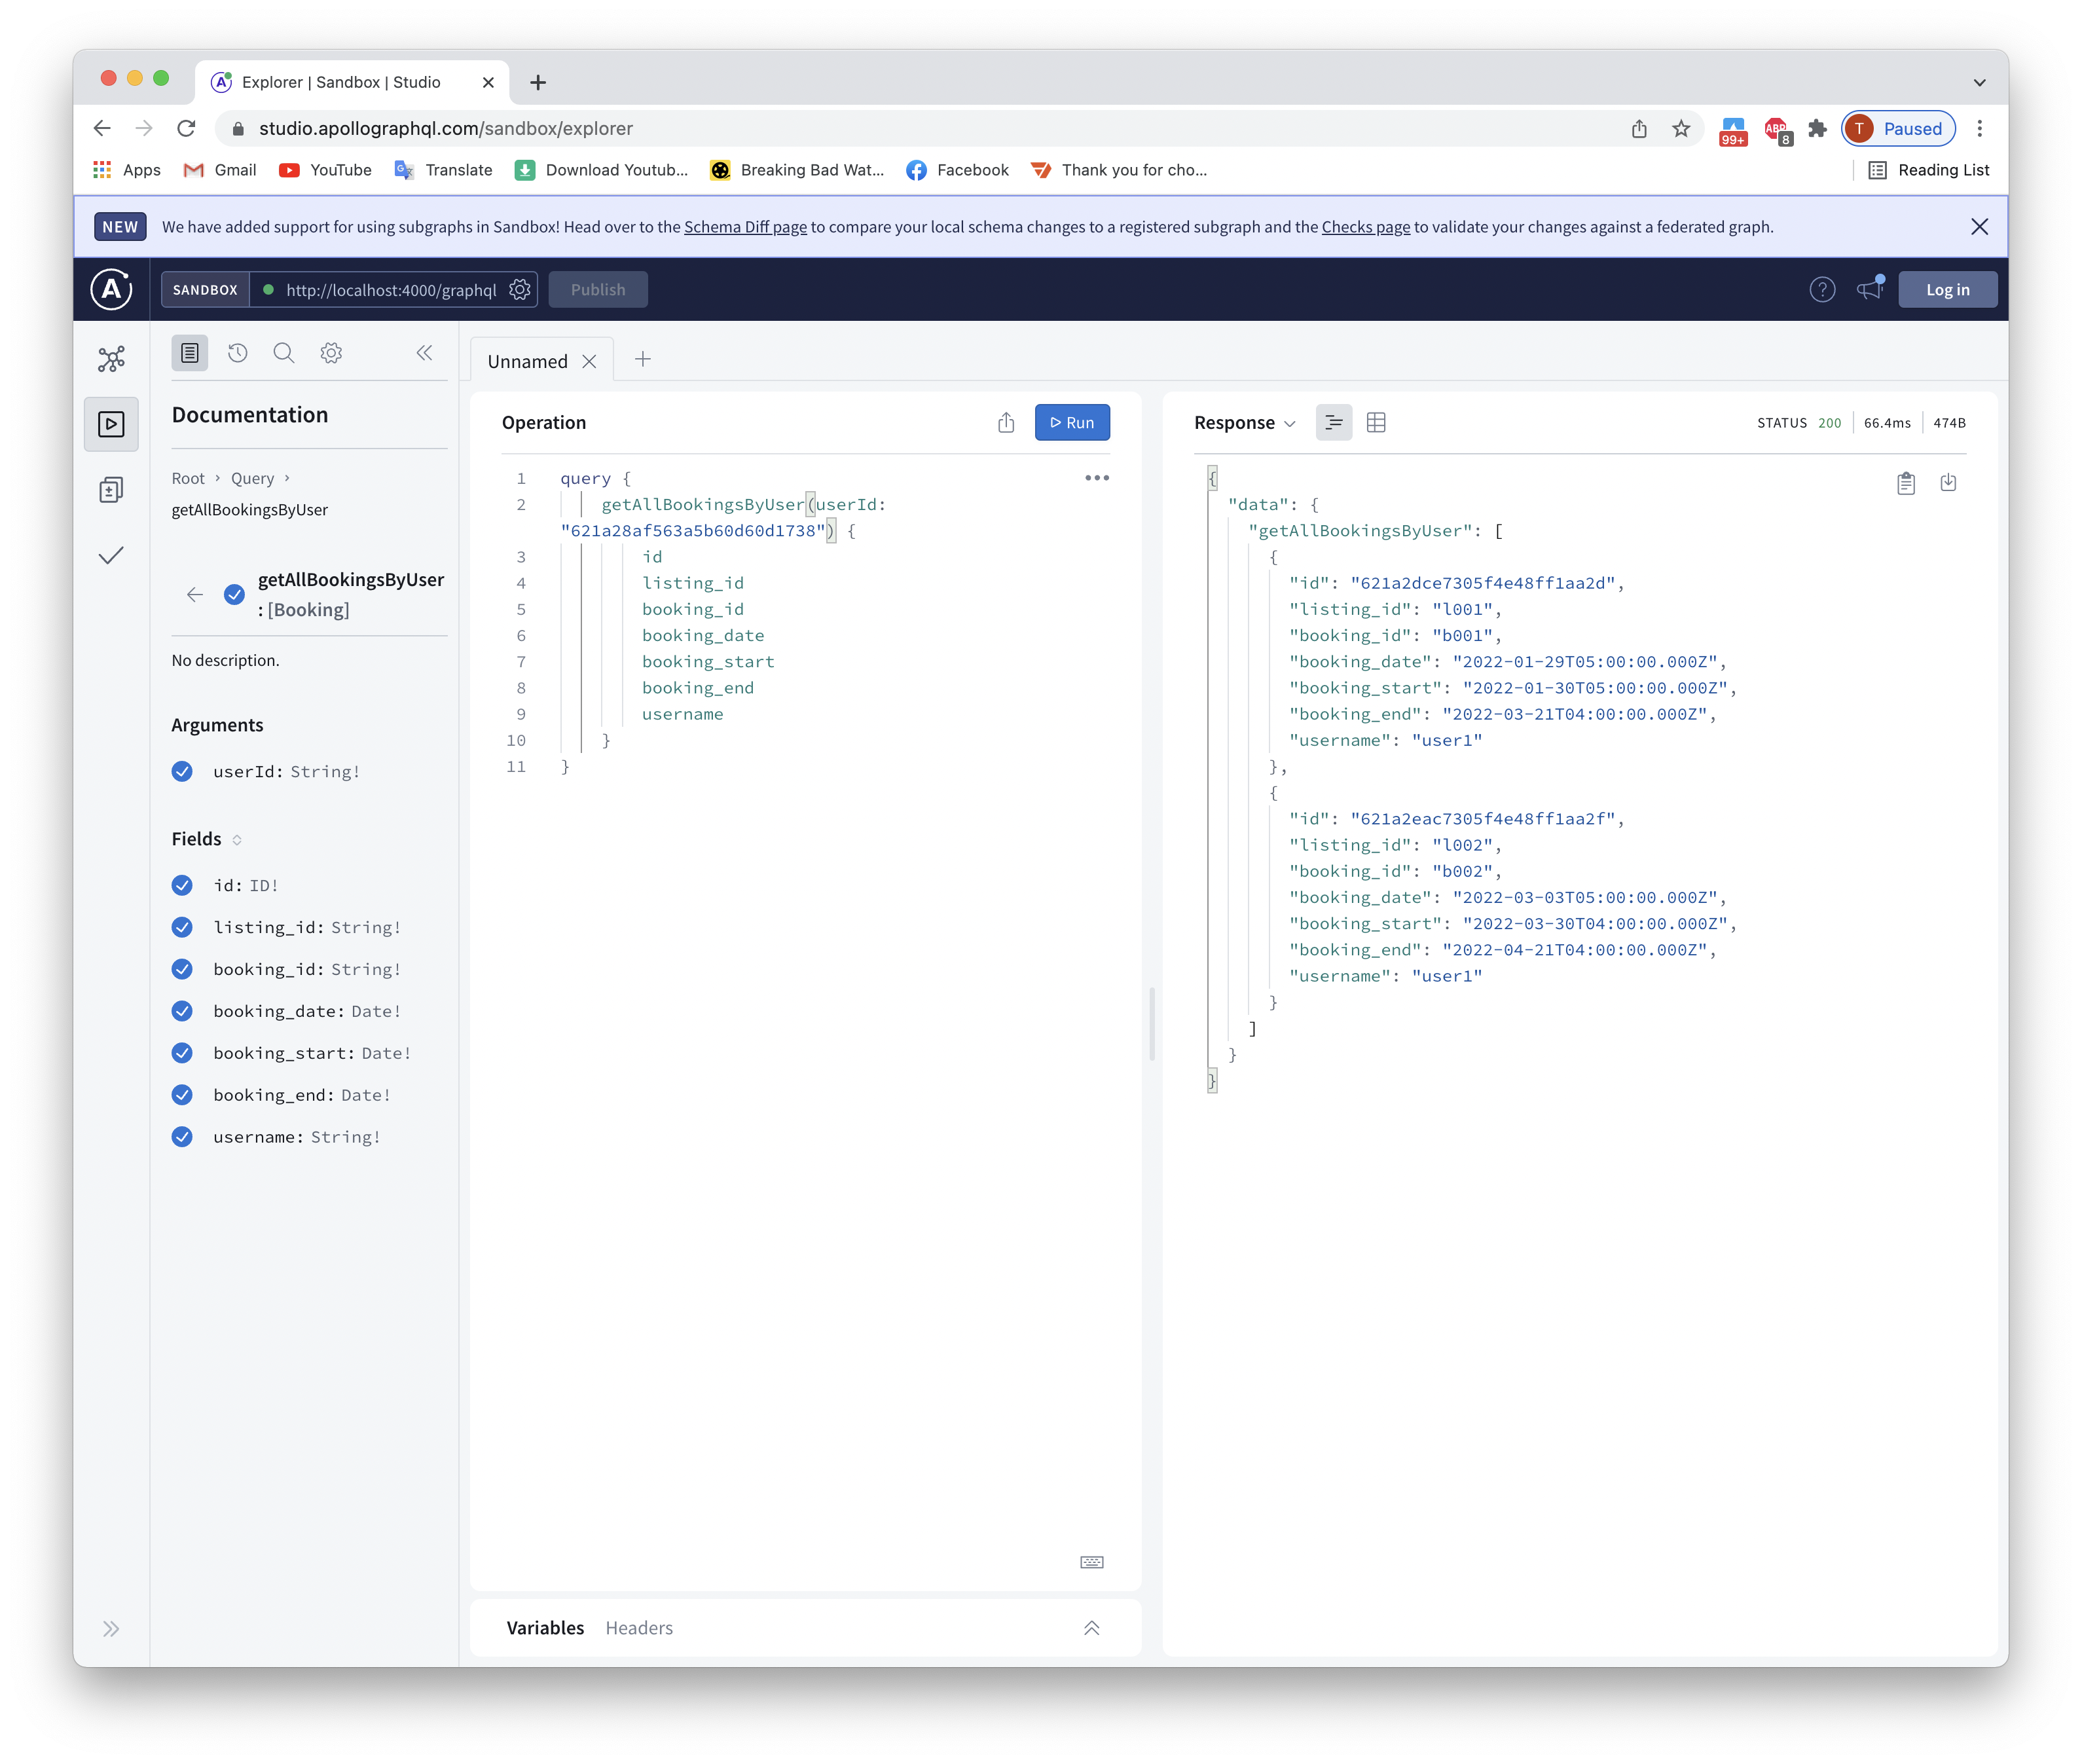 Explorer | Sandbox | Studio
studio.apollographql.com/sandbox/explorer
99+
ABP
8
T
Paused
Apps
Gmail
YouTube
Translate
Download Youtub...
Breaking Bad Wat...
Facebook
Thank you for cho...
Reading List
NEW
We have added support for using subgraphs in Sandbox! Head over to the Schema Diff page to compare your local schema changes to a registered subgraph and the Checks page to validate your changes against a federated graph.
A
SANDBOX
http://localhost:4000/graphql
Publish
?
Log in
Documentation
Root › Query ›
getAllBookingsByUser
getAllBookingsByUser
: [Booking]
No description.
Arguments
userId: String!
Fields
id: ID!
listing_id: String!
booking_id: String!
booking_date: Date!
booking_start: Date!
booking_end: Date!
username: String!
Unnamed
Operation
Run
1 query {
2 getAllBookingsByUser(userId:
"621a28af563a5b60d60d1738") {
3 id
4 listing_id
5 booking_id
6 booking_date
7 booking_start
8 booking_end
9 username
10 }
11 }
Variables Headers
Response
STATUS 200 66.4ms 474B
{
"data": {
"getAllBookingsByUser": [
{
"id": "621a2dce7305f4e48ff1aa2d",
"listing_id": "l001",
"booking_id": "b001",
"booking_date": "2022-01-29T05:00:00.000Z",
"booking_start": "2022-01-30T05:00:00.000Z",
"booking_end": "2022-03-21T04:00:00.000Z",
"username": "user1"
},
{
"id": "621a2eac7305f4e48ff1aa2f",
"listing_id": "l002",
"booking_id": "b002",
"booking_date": "2022-03-03T05:00:00.000Z",
"booking_start": "2022-03-30T04:00:00.000Z",
"booking_end": "2022-04-21T04:00:00.000Z",
"username": "user1"
}
]
}
}